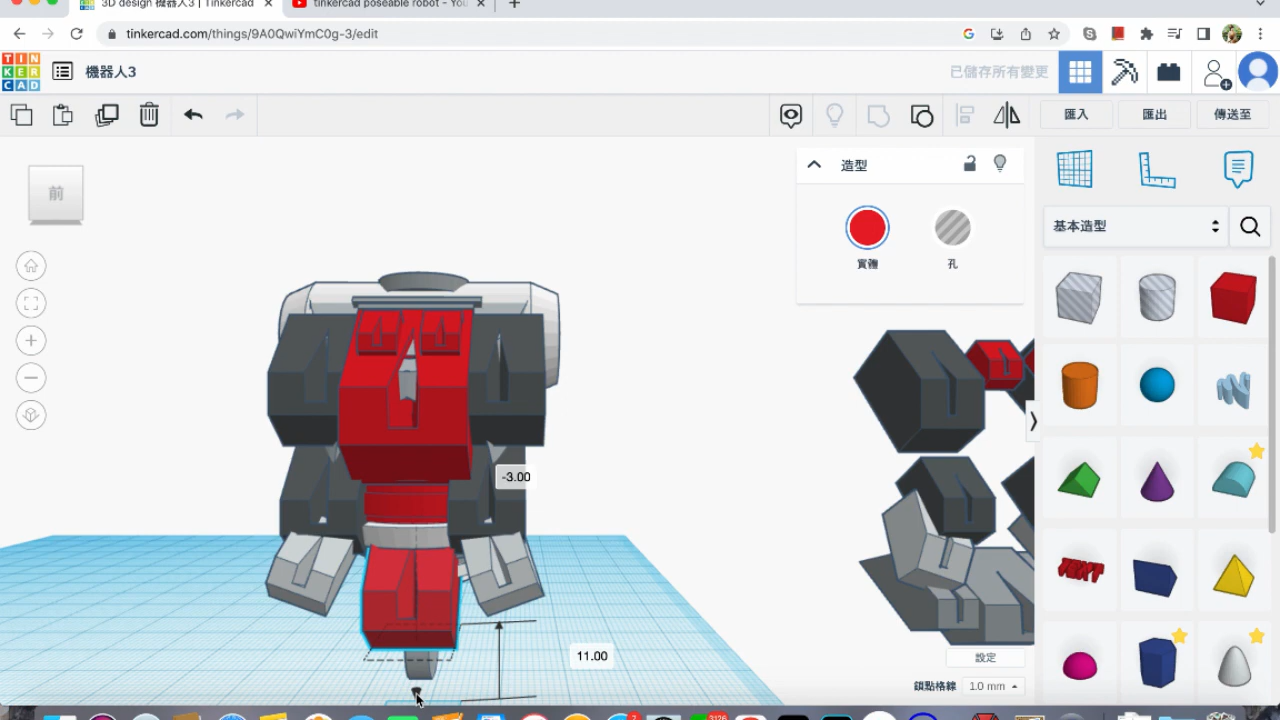 3D design 機器人3 | Tinkercad
tinkercad poseable robot - You
tinkercad.com/things/9A0QwiYmC0g-3/edit
TIN
KER
CAD
機器人3
已儲存所有變更
匯入
匯出
傳送至
前
造型
實體
孔
基本造型
TEXT
-3.00
11.00
設定
鎖點格線 1.0 mm
3126
2